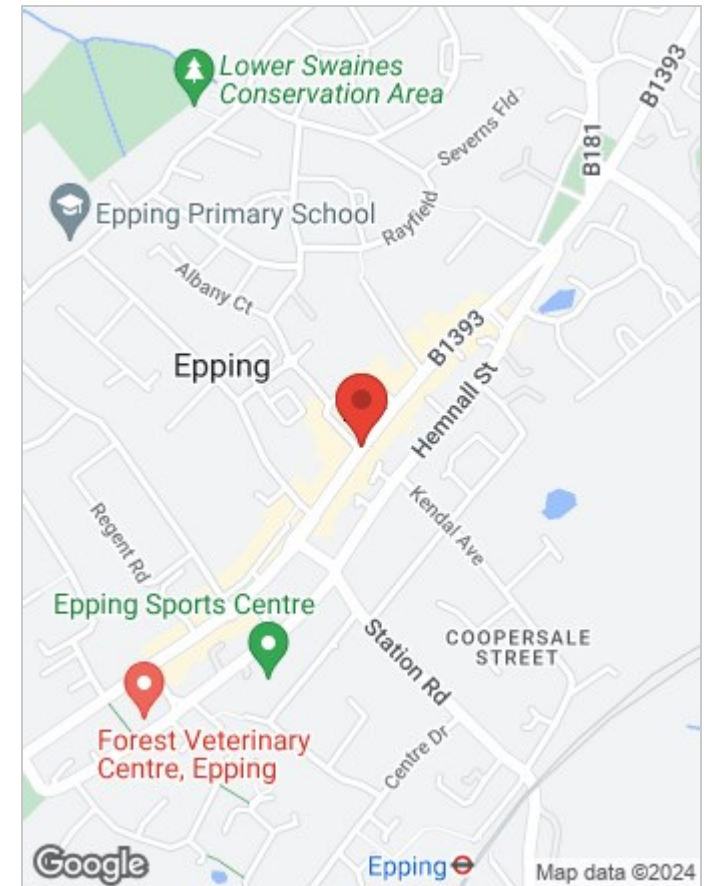 Lower Swaines
Conservation Area
B1393
Severns Fld
B181
Epping Primary School
Rayfield
Albany Ct
B1393
Epping
Hemnall St
Kendal Ave
Regent Rd
Epping Sports Centre
Station Rd
COOPERSALE
STREET
Forest Veterinary
Centre, Epping
Centre Dr
Google
Epping
Map data ©2024